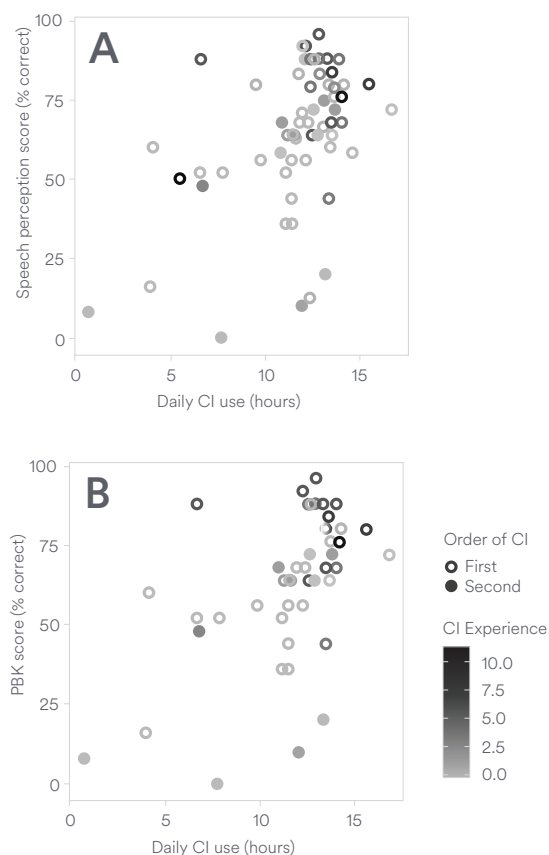 A
Speech perception score (% correct)
100
75
50
25
0
0 5 10 15
Daily CI use (hours)
B
PBK score (% correct)
100
75
50
25
0
0 5 10 15
Daily CI use (hours)
Order of CI
First
Second
CI Experience
10.0
7.5
5.0
2.5
0.0